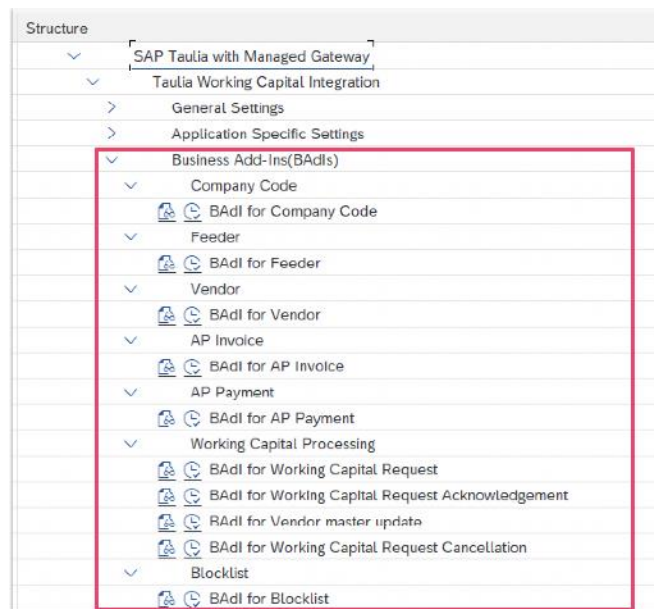 Structure
SAP Taulia with Managed Gateway
Taulia Working Capital Integration
General Settings
Application Specific Settings
Business Add-Ins(BAdIs)
Company Code
BAdI for Company Code
Feeder
BAdI for Feeder
Vendor
BAdI for Vendor
AP Invoice
BAdI for AP Invoice
AP Payment
BAdI for AP Payment
Working Capital Processing
BAdI for Working Capital Request
BAdI for Working Capital Request Acknowledgement
BAdI for Vendor master update
BAdI for Working Capital Request Cancellation
Blocklist
BAdI for Blocklist